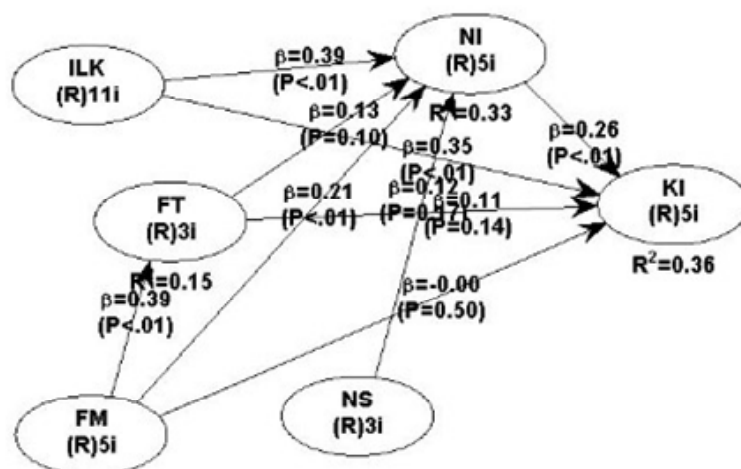 NI
(R)5i
ILK
(R)11i
β=0.39
(P<.01)
R²=0.33
β=0.13
(P=0.10)
β=0.26
(P<.01)
β=0.35
(P<.01)
KI
(R)5i
R²=0.36
FT
(R)3i
R²=0.15
β=0.21
(P<.01)
β=0.12
(P=0.17)
β=0.11
(P=0.14)
β=0.39
(P<.01)
β=-0.00
(P=0.50)
FM
(R)5i
NS
(R)3i